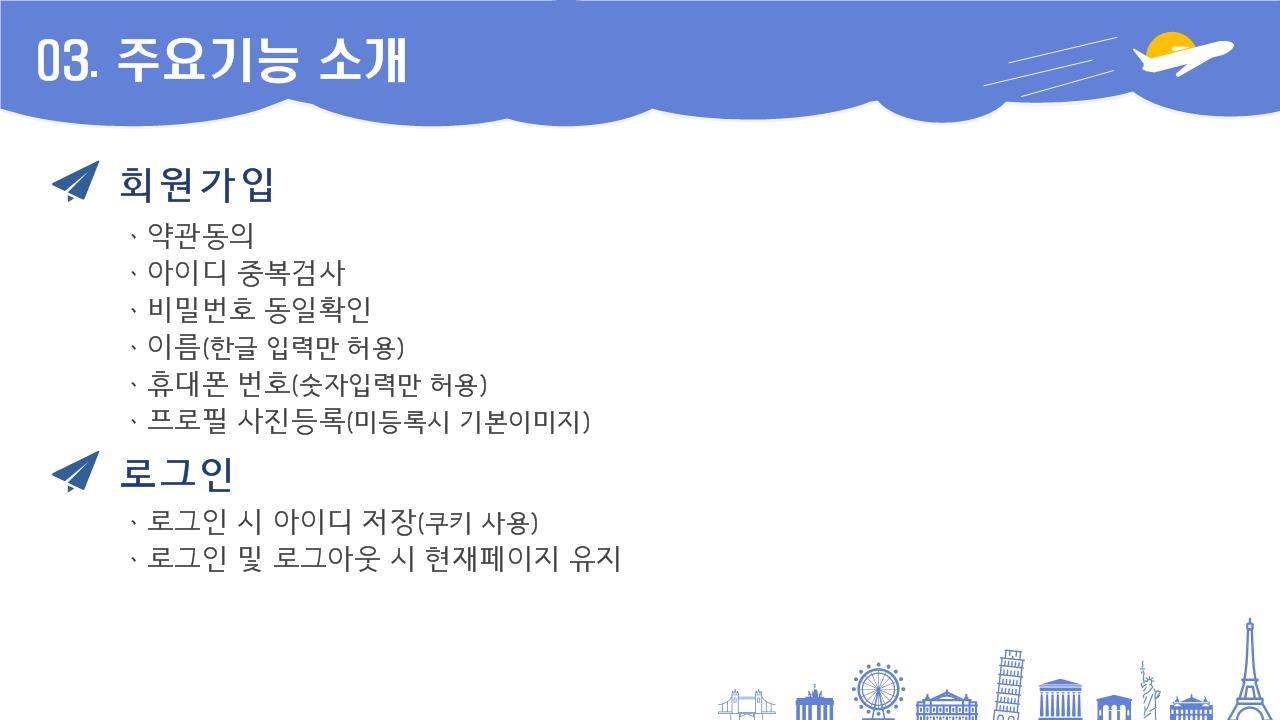 03. 주요기능 소개
회원가입
、약관동의
、아이디 중복검사
、비밀번호 동일확인
、이름(한글 입력만 허용)
、휴대폰 번호(숫자입력만 허용)
、프로필 사진등록(미등록시 기본이미지)
로그인
、로그인 시 아이디 저장(쿠키 사용)
、로그인 및 로그아웃 시 현재페이지 유지